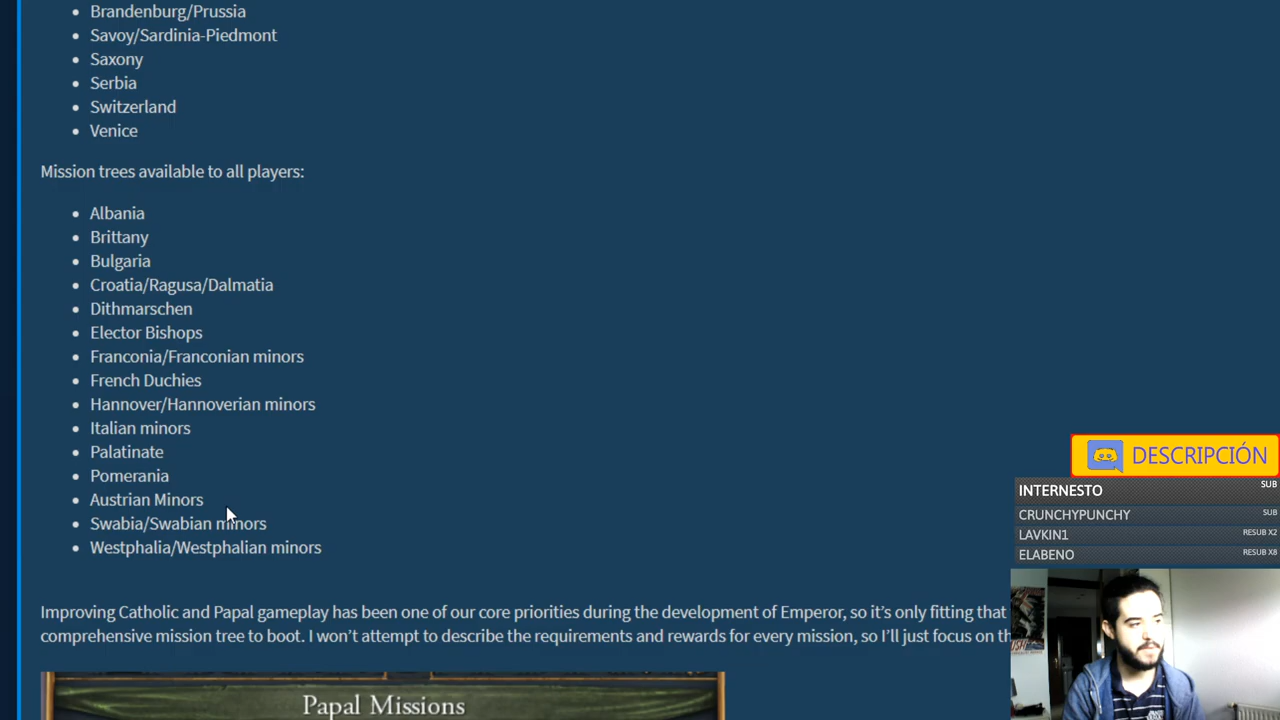 Brandenburg/Prussia
Savoy/Sardinia-Piedmont
Saxony
Serbia
Switzerland
Venice
Mission trees available to all players:
Albania
Brittany
Bulgaria
Croatia/Ragusa/Dalmatia
Dithmarschen
Elector Bishops
Franconia/Franconian minors
French Duchies
Hannover/Hannoverian minors
Italian minors
Palatinate
Pomerania
Austrian Minors
Swabia/Swabian minors
Westphalia/Westphalian minors
Improving Catholic and Papal gameplay has been one of our core priorities during the development of Emperor, so it's only fitting that
comprehensive mission tree to boot. I won't attempt to describe the requirements and rewards for every mission, so I'll just focus on th
Papal Missions
DESCRIPCIÓN
INTERNESTO SUB
CRUNCHYPUNCHY SUB
LAVKIN1 RESUB X2
ELABENO RESUB X8